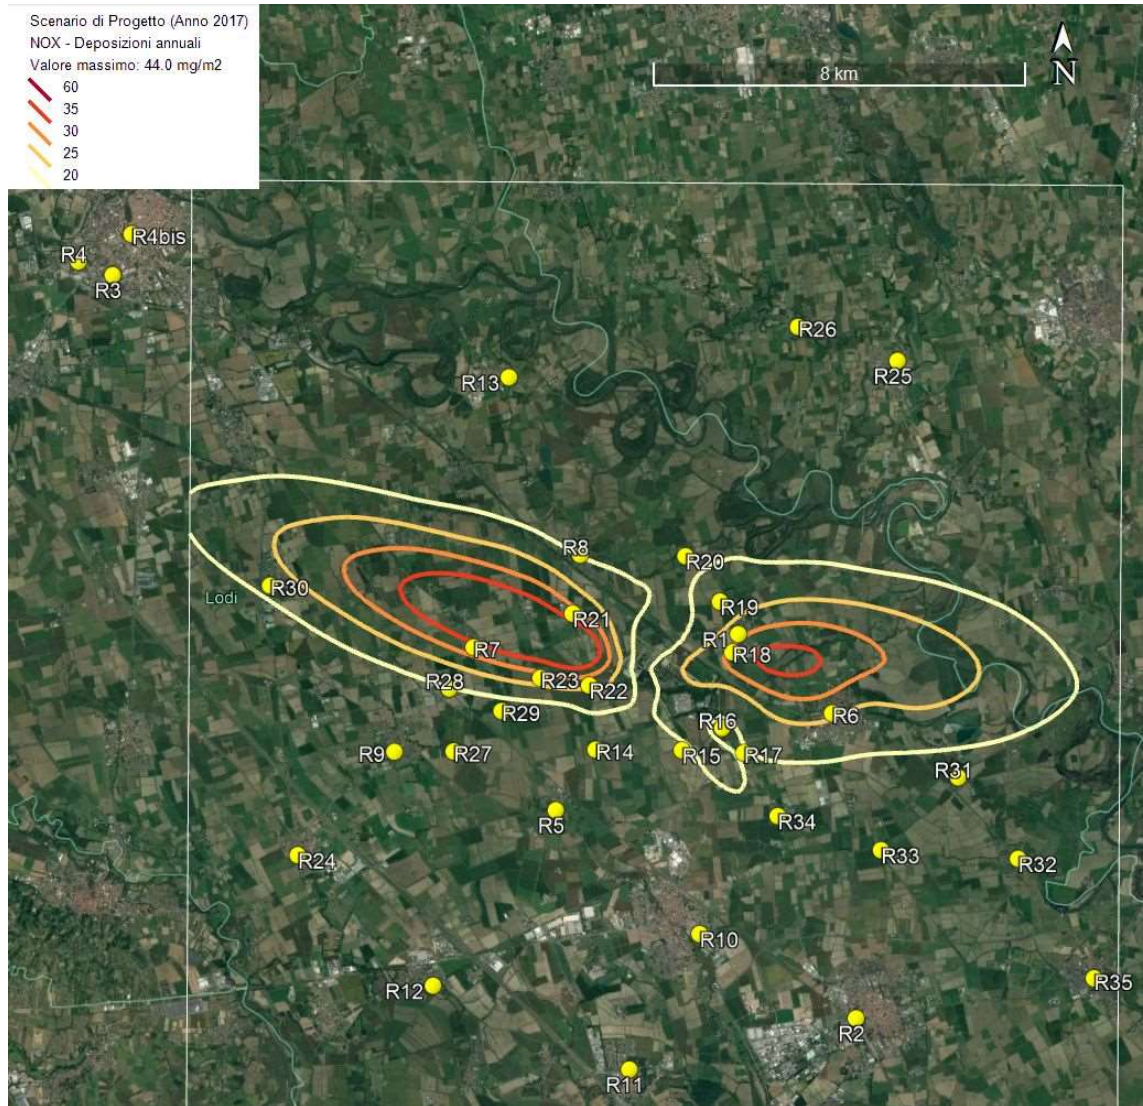 Scenario di Progetto (Anno 2017)
NOX - Deposizioni annuali
Valore massimo: 44.0 mg/m2
60
35
30
25
20
8 km
N
R4bis
R4
R3
R26
R25
R13
R8
R20
R30
Lodi
R19
R21
R1
R7
R18
R23
R22
R28
R29
R6
R16
R9
R27
R14
R15
R17
R31
R5
R34
R33
R24
R32
R10
R12
R35
R2
R11